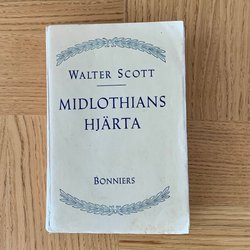 WALTER SCOTT
MIDLOTHIANS
HJÄRTA
BONNIERS